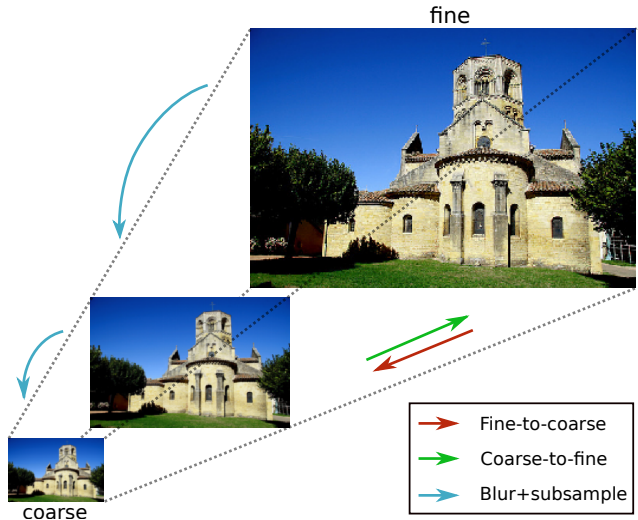 fine
coarse
Fine-to-coarse
Coarse-to-fine
Blur+subsample